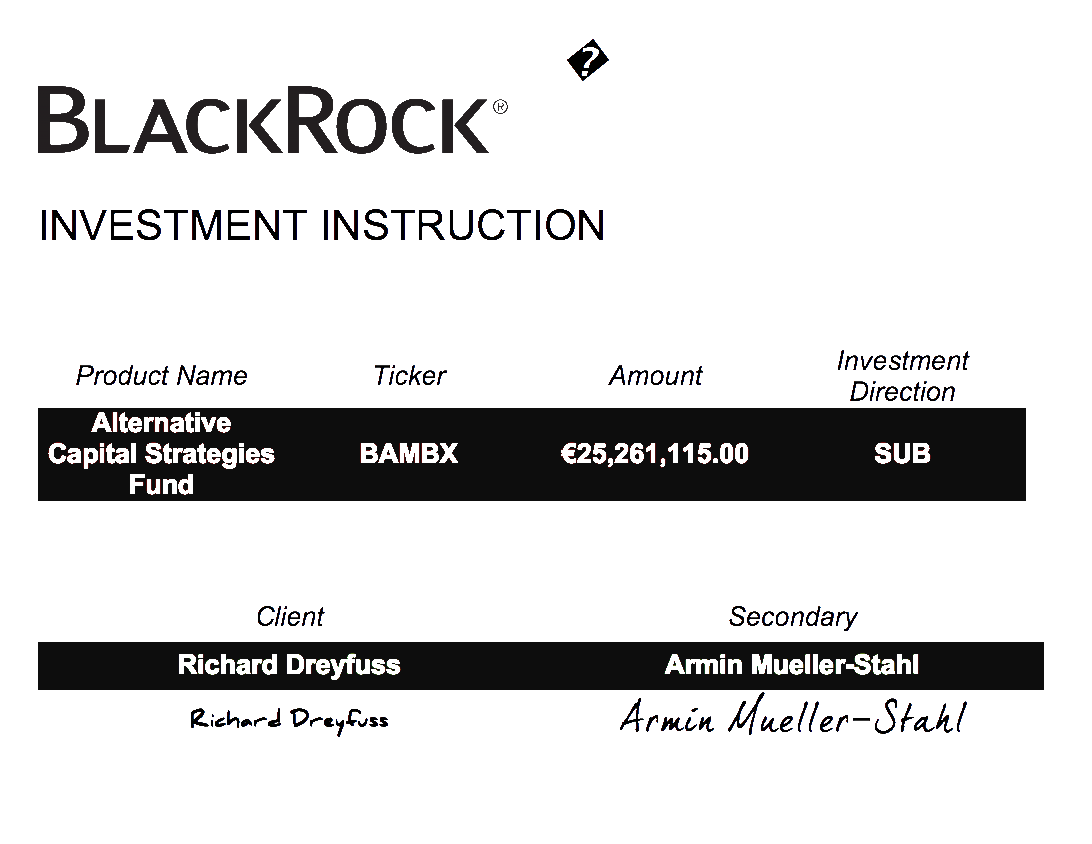 BLACKROCK®
INVESTMENT INSTRUCTION
Product Name Ticker Amount Investment Direction
Alternative Capital Strategies Fund BAMBX €25,261,115.00 SUB
Client Secondary
Richard Dreyfuss Armin Mueller-Stahl
Richard Dreyfuss Armin Mueller-Stahl